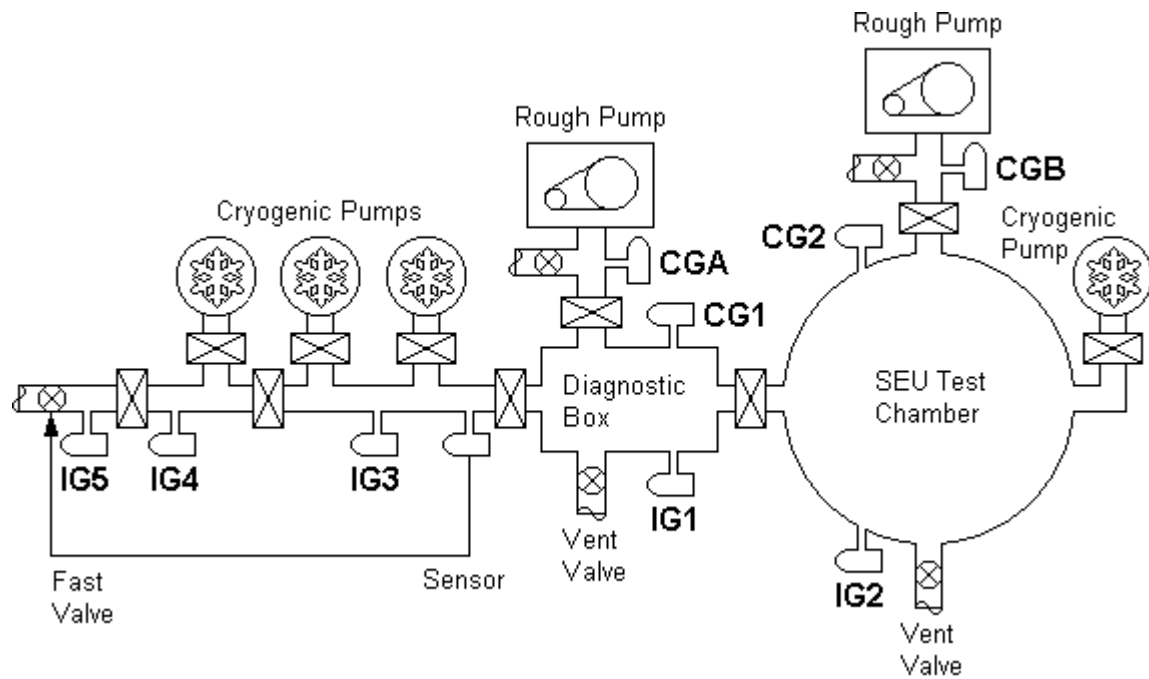 Rough Pump
Rough Pump
CGB
Cryogenic Pumps
CGA
CG2
Cryogenic
Pump
CG1
Diagnostic
Box
SEU Test
Chamber
IG5
IG4
IG3
IG1
Fast
Valve
Sensor
Vent
Valve
IG2
Vent
Valve